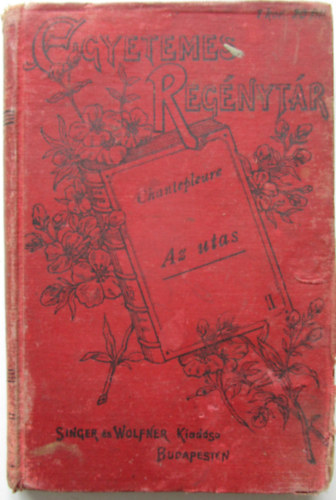 EGYETEMES
REGÉNYTÁR
Chantepleure
Az utas
II
SINGER és WOLFNER Kiadása
BUDAPESTEN